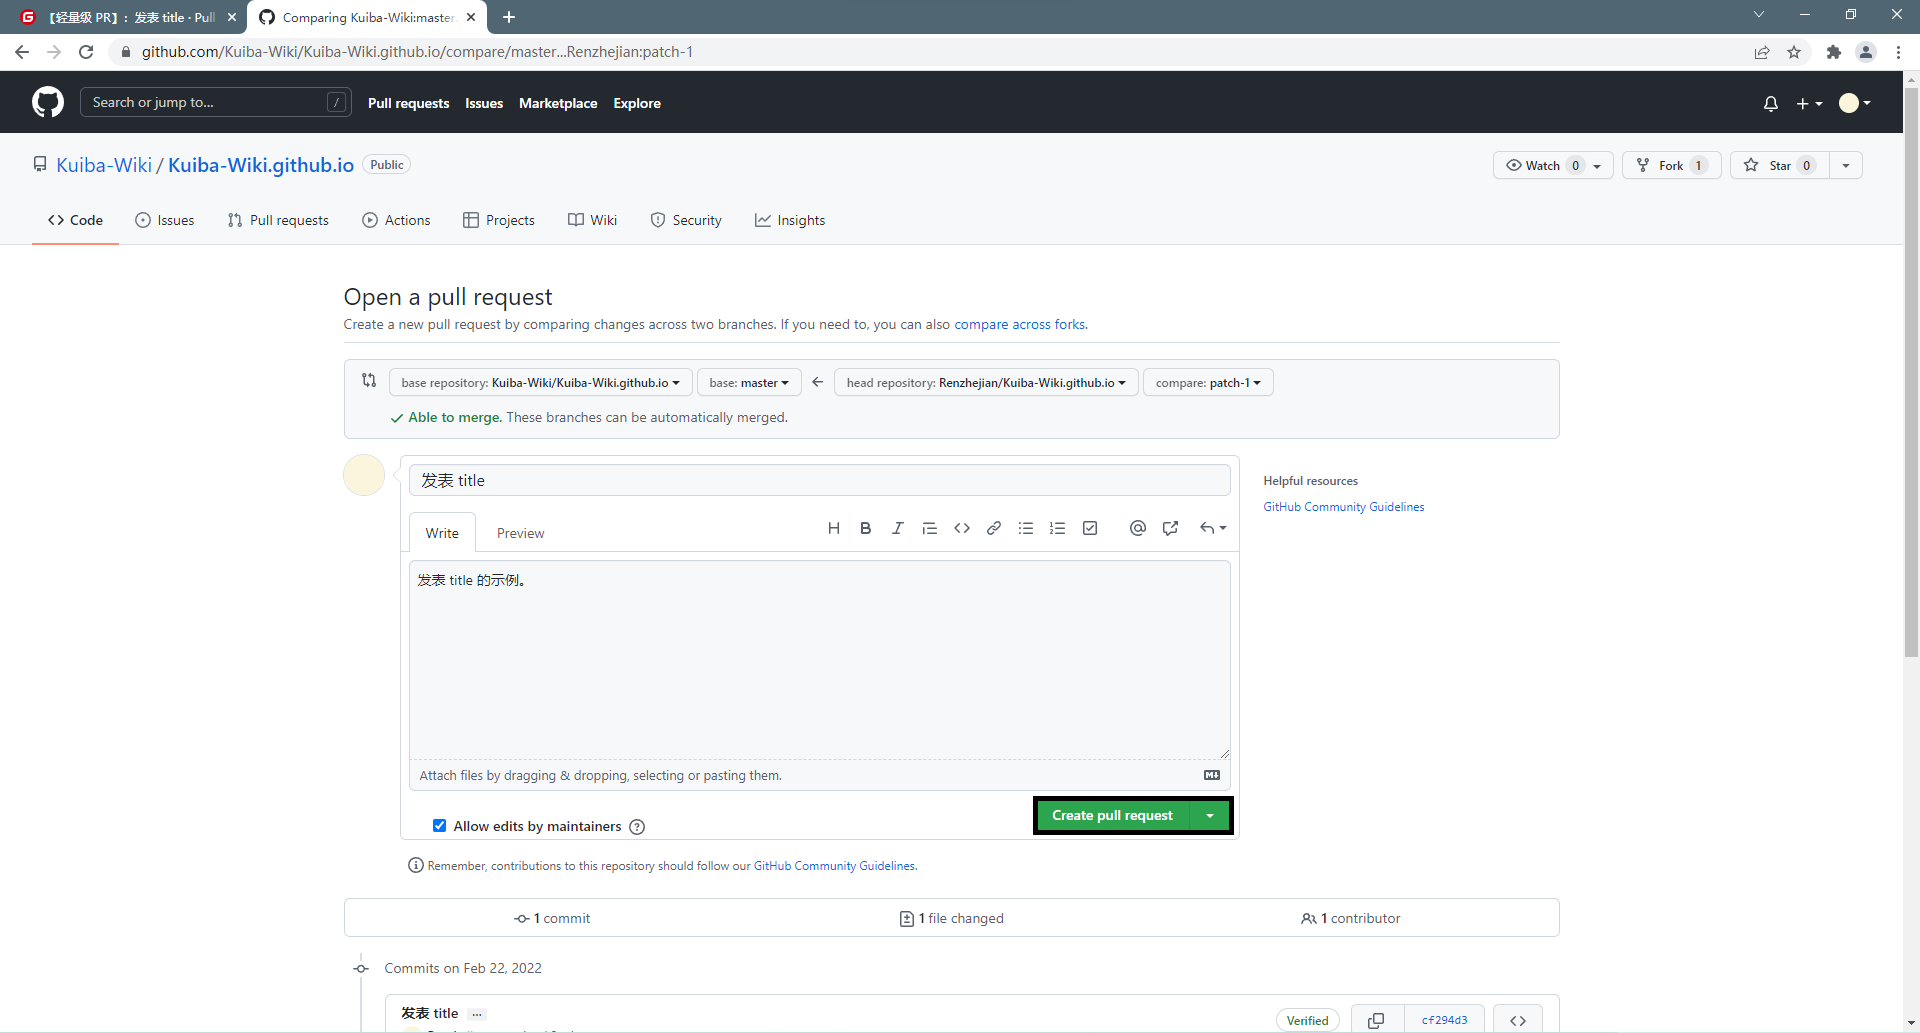 【轻量级 PR】：发表 title · Pull
Comparing Kuiba-Wiki:master.
github.com/Kuiba-Wiki/Kuiba-Wiki.github.io/compare/master...Renzhejian:patch-1
Search or jump to...
/
Pull requests
Issues
Marketplace
Explore
Kuiba-Wiki / Kuiba-Wiki.github.io
Public
Watch 0
Fork 1
Star 0
Code
Issues
Pull requests
Actions
Projects
Wiki
Security
Insights
Open a pull request
Create a new pull request by comparing changes across two branches. If you need to, you can also compare across forks.
base repository: Kuiba-Wiki/Kuiba-Wiki.github.io
base: master
head repository: Renzhejian/Kuiba-Wiki.github.io
compare: patch-1
Able to merge. These branches can be automatically merged.
发表 title
Helpful resources
GitHub Community Guidelines
Write
Preview
发表 title 的示例。
Attach files by dragging & dropping, selecting or pasting them.
Create pull request
Allow edits by maintainers
Remember, contributions to this repository should follow our GitHub Community Guidelines.
1 commit
1 file changed
1 contributor
Commits on Feb 22, 2022
发表 title ...
Verified
cf294d3